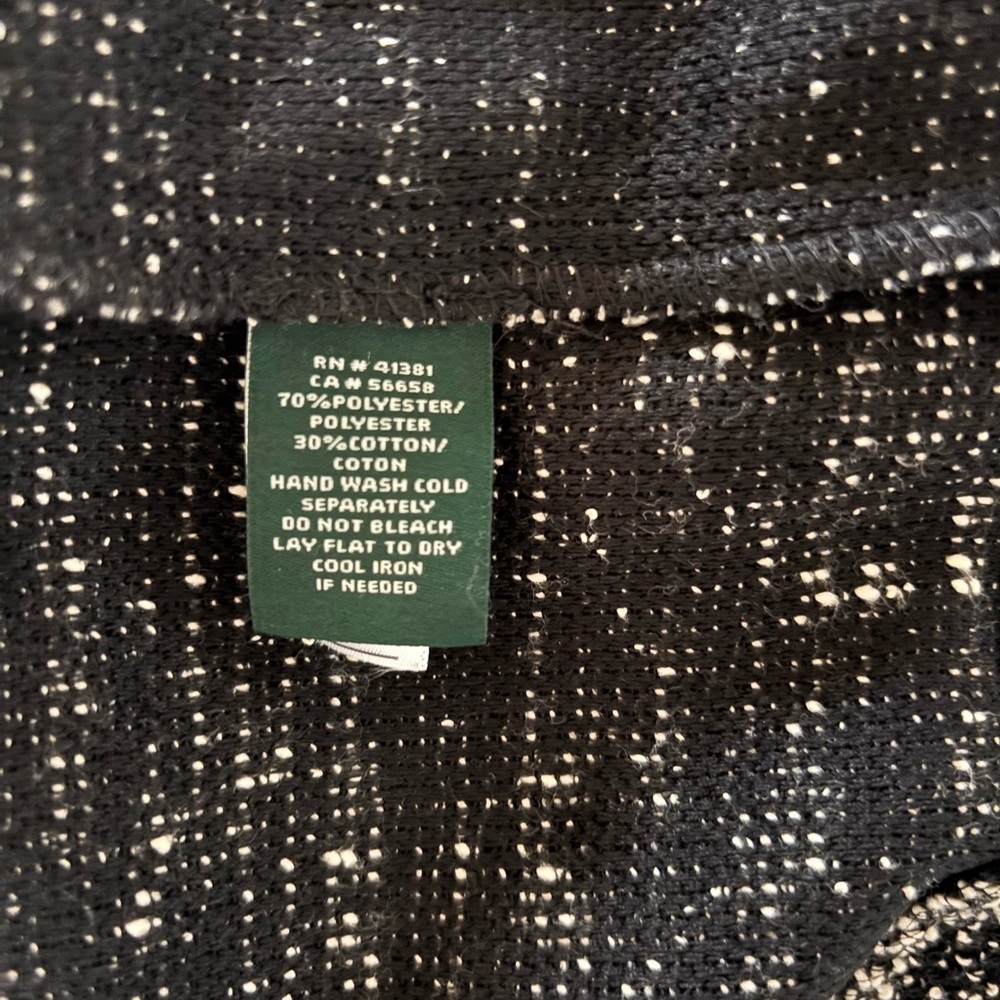 RN # 41381
CA # 56658
70%POLYESTER/
POLYESTER
30%COTTON/
COTON
HAND WASH COLD
SEPARATELY
DO NOT BLEACH
LAY FLAT TO DRY
COOL IRON
IF NEEDED